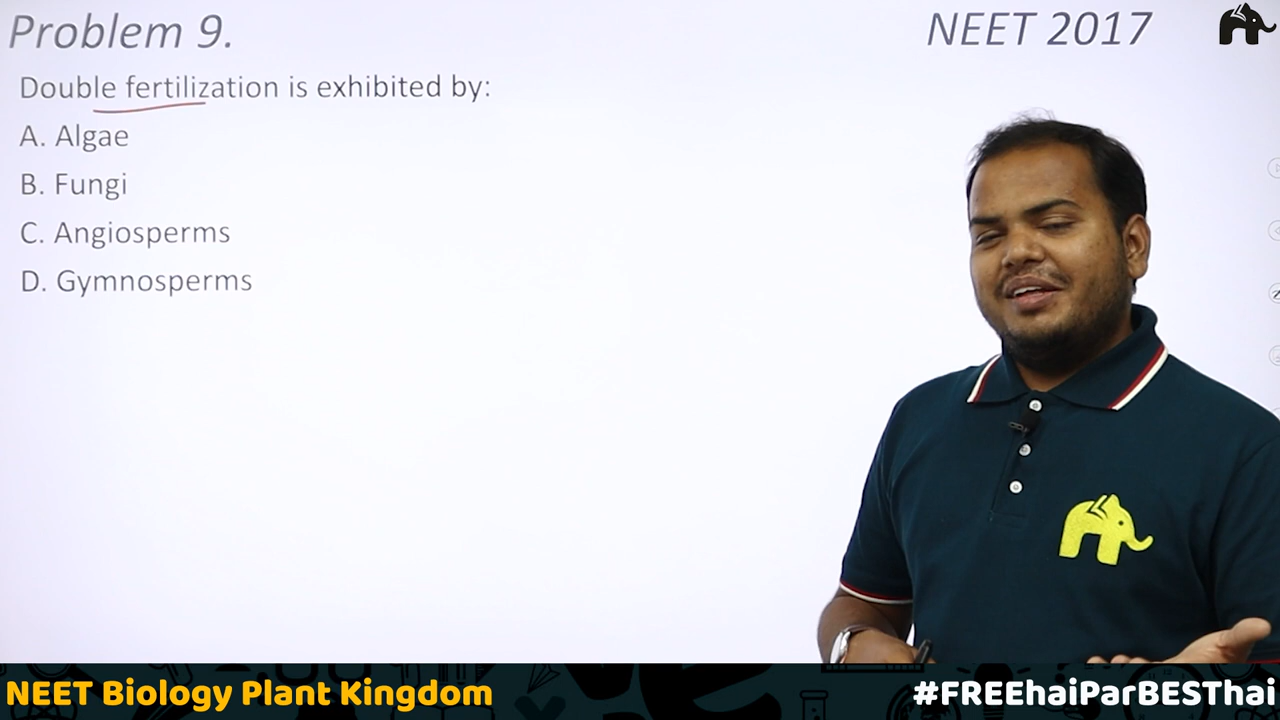 Problem 9.
NEET 2017
Double fertilization is exhibited by:
A. Algae
B. Fungi
C. Angiosperms
D. Gymnosperms
NEET Biology Plant Kingdom
#FREEhaiParBESThai